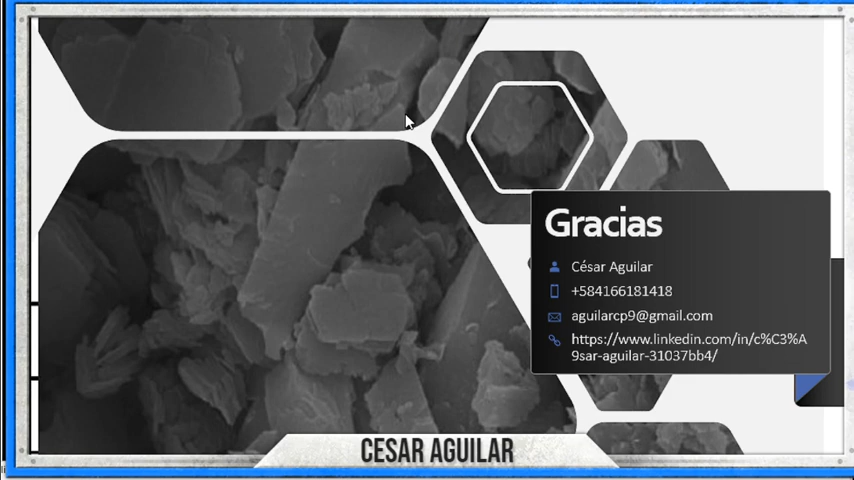 Gracias
César Aguilar
+584166181418
aguilarcp9@gmail.com
https://www.linkedin.com/in/c%C3%A
9sar-aguilar-31037bb4/
CESAR AGUILAR